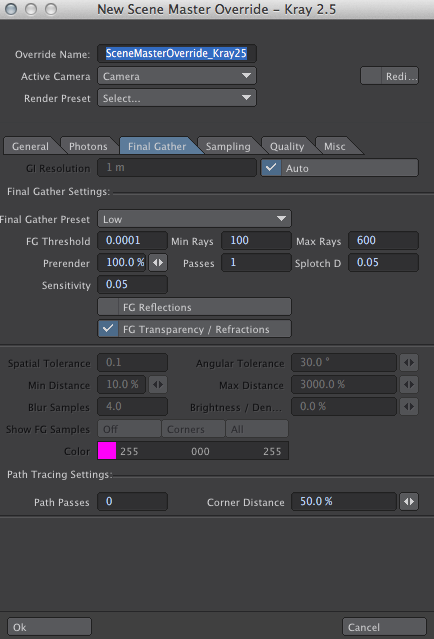 New Scene Master Override - Kray 2.5
Override Name: SceneMasterOverride_Kray25
Active Camera Camera Redi...
Render Preset Select...
General Photons Final Gather Sampling Quality Misc
GI Resolution 1 m Auto
Final Gather Settings:
Final Gather Preset Low
FG Threshold 0.0001 Min Rays 100 Max Rays 600
Prerender 100.0 % Passes 1 Splotch D 0.05
Sensitivity 0.05
FG Reflections
FG Transparency / Refractions
Spatial Tolerance 0.1 Angular Tolerance 30.0 °
Min Distance 10.0 % Max Distance 3000.0 %
Blur Samples 4.0 Brightness / Den... 0.0 %
Show FG Samples Off Corners All
Color 255 000 255
Path Tracing Settings:
Path Passes 0 Corner Distance 50.0 %
Ok Cancel